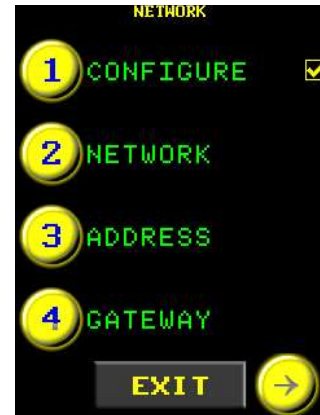 NETWORK
1 CONFIGURE
2 NETWORK
3 ADDRESS
4 GATEWAY
EXIT